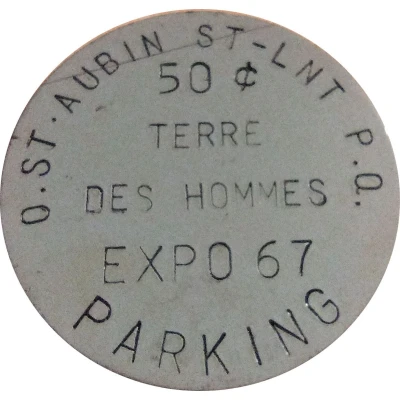 O.ST.AUBIN ST-LNT P.Q.
50 ¢
TERRE
DES HOMMES
EXPO 67
PARKING